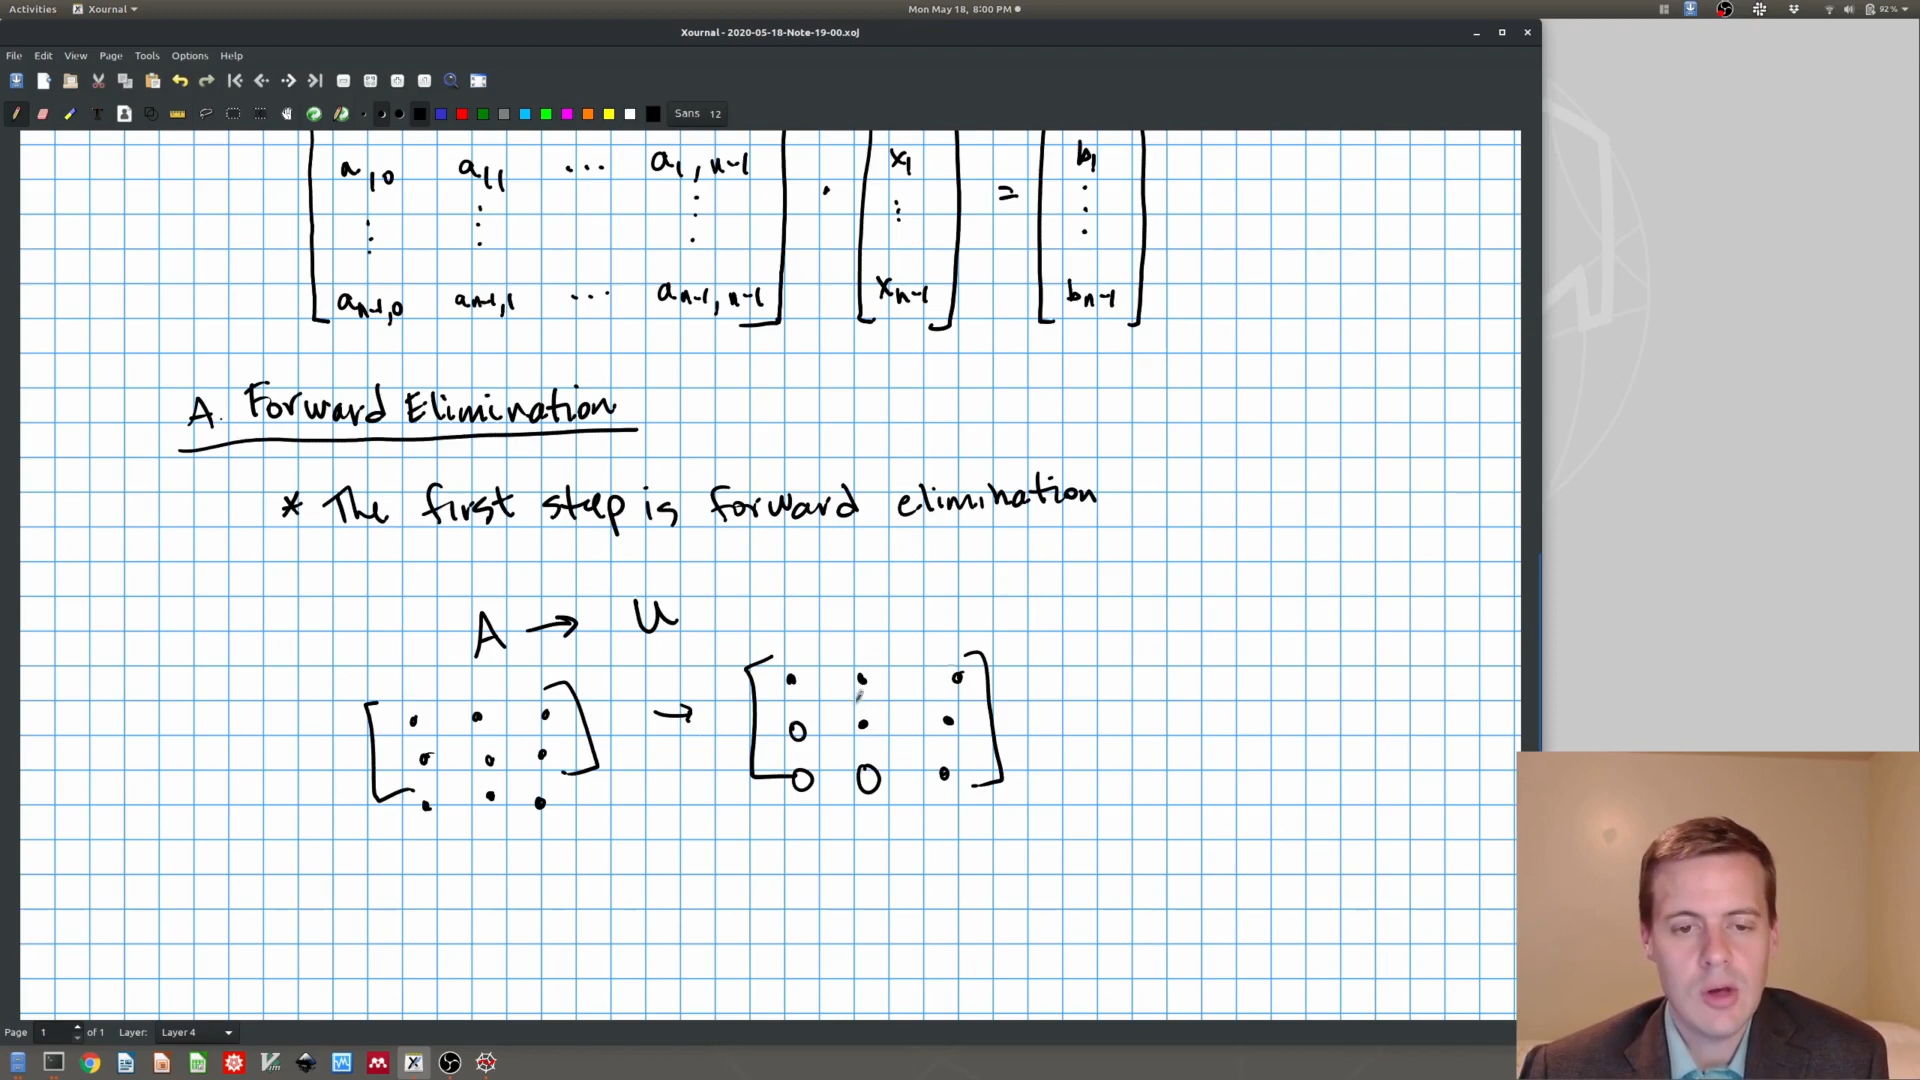 Activities Xournal Mon May 18, 8:00 PM 92%
Xournal - 2020-05-18-Note-19-00.xoj
File Edit View Page Tools Options Help
Sans 12
a10 a11 ... a1,n-1 · x1 = b1
an-1,0 an-1,1 ... an-1,n-1 xn-1 bn-1
A. Forward Elimination
* The first step is forward elimination
A → U
→
0
0 0
Page 1 of 1 Layer: Layer 4